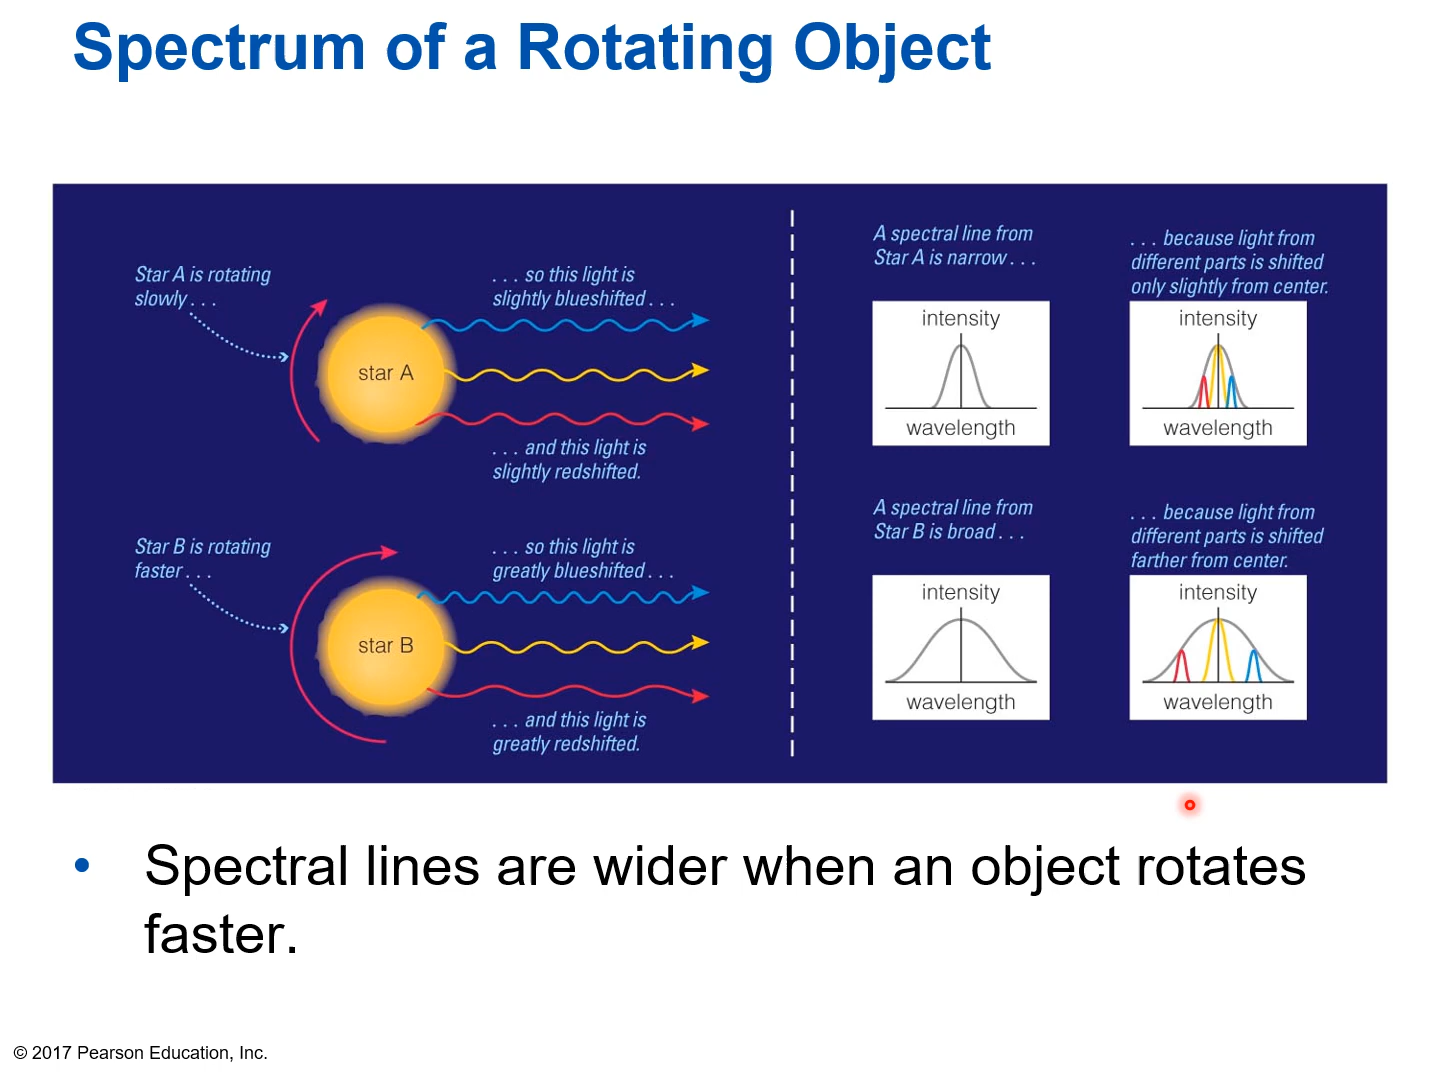 Spectrum of a Rotating Object
Star A is rotating
slowly . . .
. . . so this light is
slightly blueshifted . . .
star A
. . . and this light is
slightly redshifted.
A spectral line from
Star A is narrow . . .
intensity
wavelength
. . . because light from
different parts is shifted
only slightly from center.
intensity
wavelength
Star B is rotating
faster . . .
. . . so this light is
greatly blueshifted . . .
star B
. . . and this light is
greatly redshifted.
A spectral line from
Star B is broad . . .
intensity
wavelength
. . . because light from
different parts is shifted
farther from center.
intensity
wavelength
• Spectral lines are wider when an object rotates
faster.
© 2017 Pearson Education, Inc.